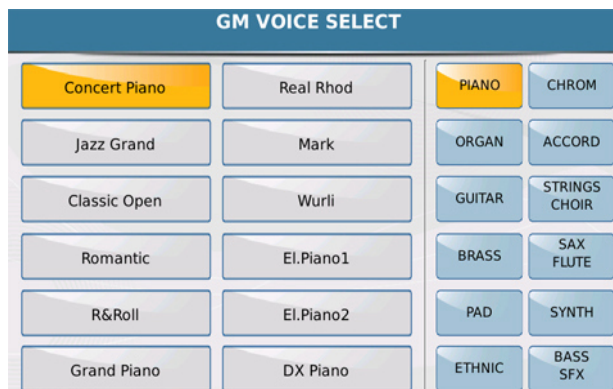 GM VOICE SELECT
Concert Piano
Real Rhod
PIANO
CHROM
Jazz Grand
Mark
ORGAN
ACCORD
Classic Open
Wurli
GUITAR
STRINGS
CHOIR
Romantic
El.Piano1
BRASS
SAX
FLUTE
R&Roll
El.Piano2
PAD
SYNTH
Grand Piano
DX Piano
ETHNIC
BASS
SFX